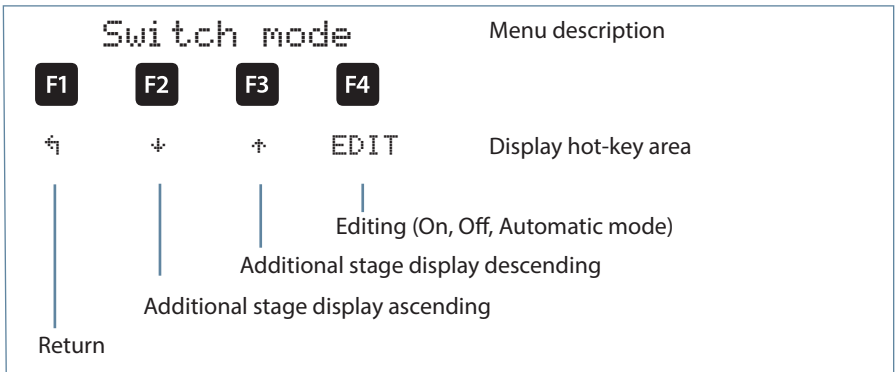 Switch mode Menu description
F1 F2 F3 F4
↰ ↓ ↑ EDIT Display hot-key area
Editing (On, Off, Automatic mode)
Additional stage display descending
Additional stage display ascending
Return